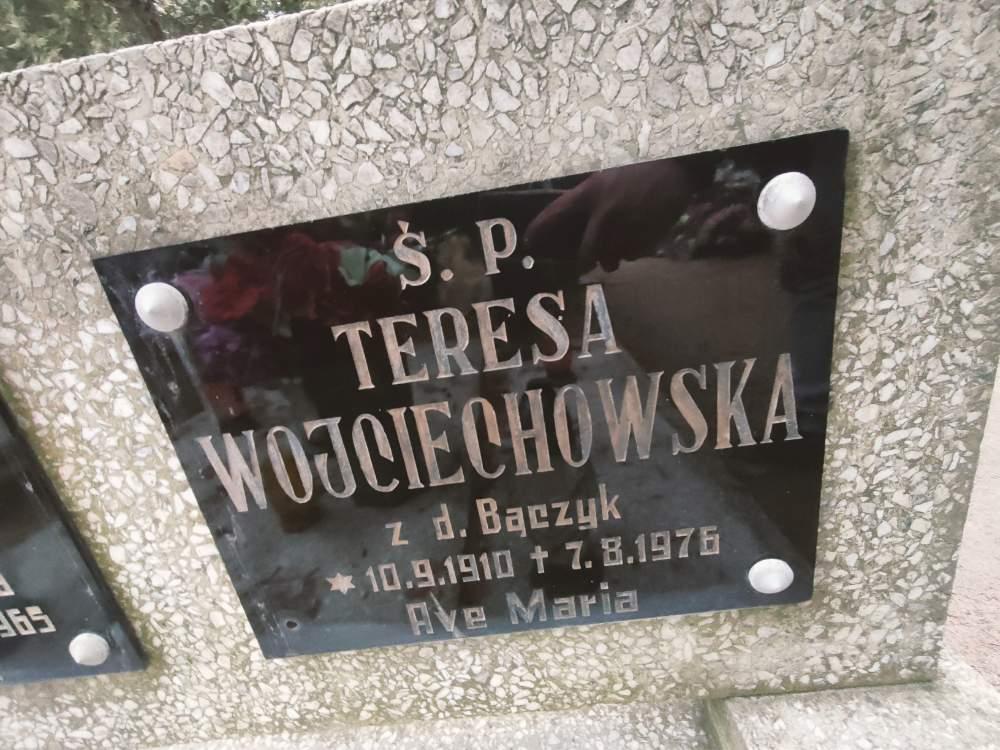 Ś. P.
TERESA
WOJCIECHOWSKA
z d. Bączyk
* 10.9.1910 † 7.8.1976
Ave Maria
965